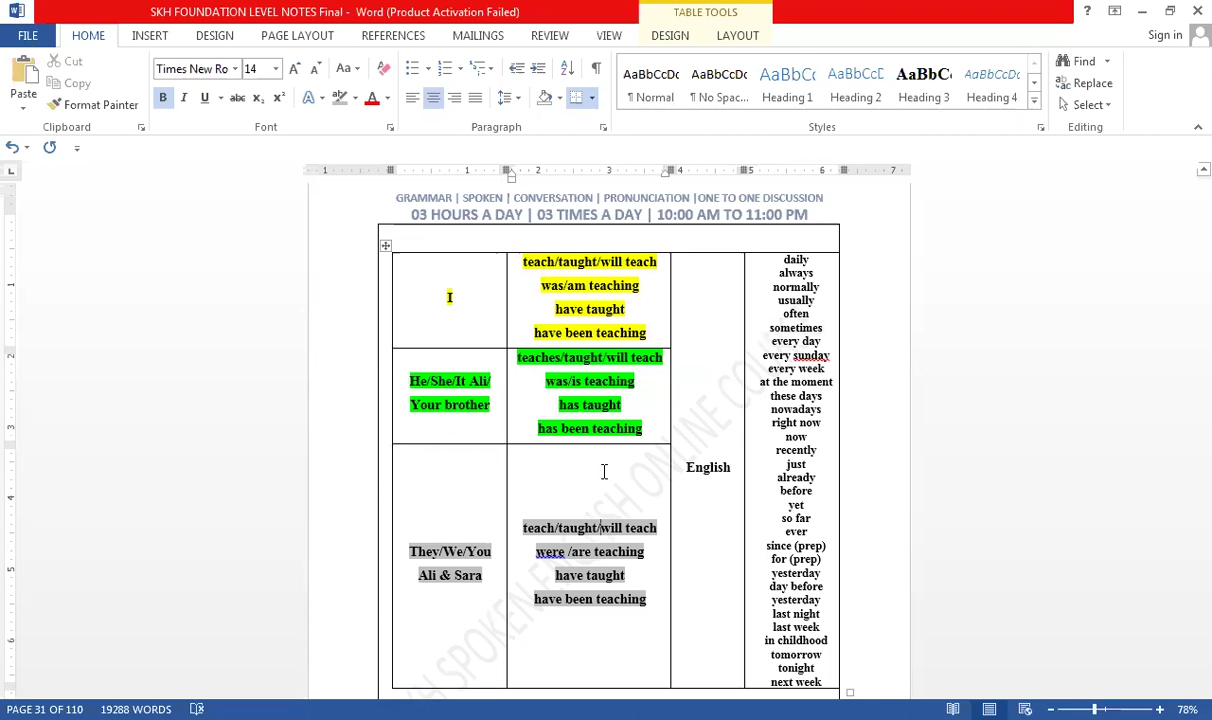 SKH FOUNDATION LEVEL NOTES Final - Word (Product Activation Failed)
TABLE TOOLS
FILE HOME INSERT DESIGN PAGE LAYOUT REFERENCES MAILINGS REVIEW VIEW DESIGN LAYOUT
Sign in
Cut
Copy
Format Painter
Paste
Clipboard
Times New Ro 14
Font
Paragraph
AaBbCcDc AaBbCcDc AaBbCcD AaBbCcDc AaBbC AaBbCcDc
¶ Normal ¶ No Spac... Heading 1 Heading 2 Heading 3 Heading 4
Styles
Find
Replace
Select
Editing
GRAMMAR | SPOKEN | CONVERSATION | PRONUNCIATION |ONE TO ONE DISCUSSION
03 HOURS A DAY | 03 TIMES A DAY | 10:00 AM TO 11:00 PM
I
teach/taught/will teach
was/am teaching
have taught
have been teaching
He/She/It Ali/
Your brother
teaches/taught/will teach
was/is teaching
has taught
has been teaching
They/We/You
Ali & Sara
teach/taught/will teach
were /are teaching
have taught
have been teaching
English
daily
always
normally
usually
often
sometimes
every day
every sunday
every week
at the moment
these days
nowadays
right now
now
recently
just
already
before
yet
so far
ever
since (prep)
for (prep)
yesterday
day before
yesterday
last night
last week
in childhood
tomorrow
tonight
next week
SKH SPOKEN ENGLISH ONLINE
PAGE 31 OF 110 19288 WORDS
78%